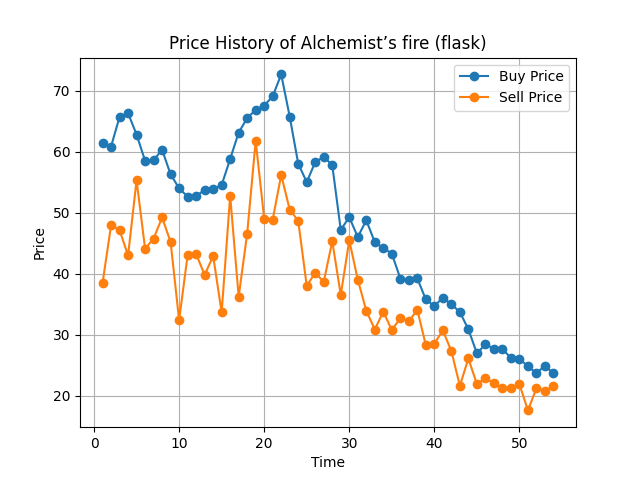 Price History of Alchemist’s fire (flask)
Buy Price
Sell Price
Price
70
60
50
40
30
20
0 10 20 30 40 50
Time